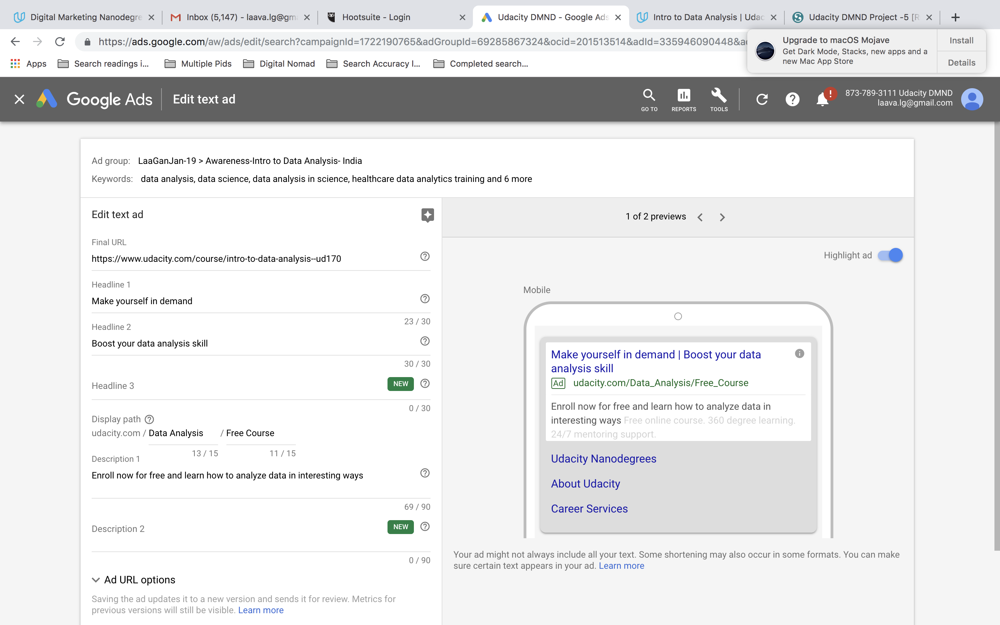 Digital Marketing Nanodegre
Inbox (5,147) - laava.lg@gma
Hootsuite - Login
Udacity DMND - Google Ads
Intro to Data Analysis | Udac
Udacity DMND Project -5 [R
https://ads.google.com/aw/ads/edit/search?campaignId=1722190765&adGroupId=69285867324&ocid=201513514&adId=335946090448&a
Upgrade to macOS Mojave
Get Dark Mode, Stacks, new apps and a
new Mac App Store
Install
Details
Apps
Search readings i...
Multiple Pids
Digital Nomad
Search Accuracy I...
Completed search...
Google Ads
Edit text ad
GO TO
REPORTS
TOOLS
873-789-3111 Udacity DMND
laava.lg@gmail.com
Ad group: LaaGanJan-19 > Awareness-Intro to Data Analysis- India
Keywords: data analysis, data science, data analysis in science, healthcare data analytics training and 6 more
Edit text ad
Final URL
https://www.udacity.com/course/intro-to-data-analysis--ud170
Headline 1
Make yourself in demand
23 / 30
Headline 2
Boost your data analysis skill
30 / 30
Headline 3
NEW
0 / 30
Display path
udacity.com / Data Analysis / Free Course
13 / 15
11 / 15
Description 1
Enroll now for free and learn how to analyze data in interesting ways
69 / 90
Description 2
NEW
0 / 90
Ad URL options
Saving the ad updates it to a new version and sends it for review. Metrics for
previous versions will still be visible. Learn more
1 of 2 previews
Highlight ad
Mobile
Make yourself in demand | Boost your data
analysis skill
Ad udacity.com/Data_Analysis/Free_Course
Enroll now for free and learn how to analyze data in
interesting ways Free online course. 360 degree learning.
24/7 mentoring support.
Udacity Nanodegrees
About Udacity
Career Services
Your ad might not always include all your text. Some shortening may also occur in some formats. You can make
sure certain text appears in your ad. Learn more